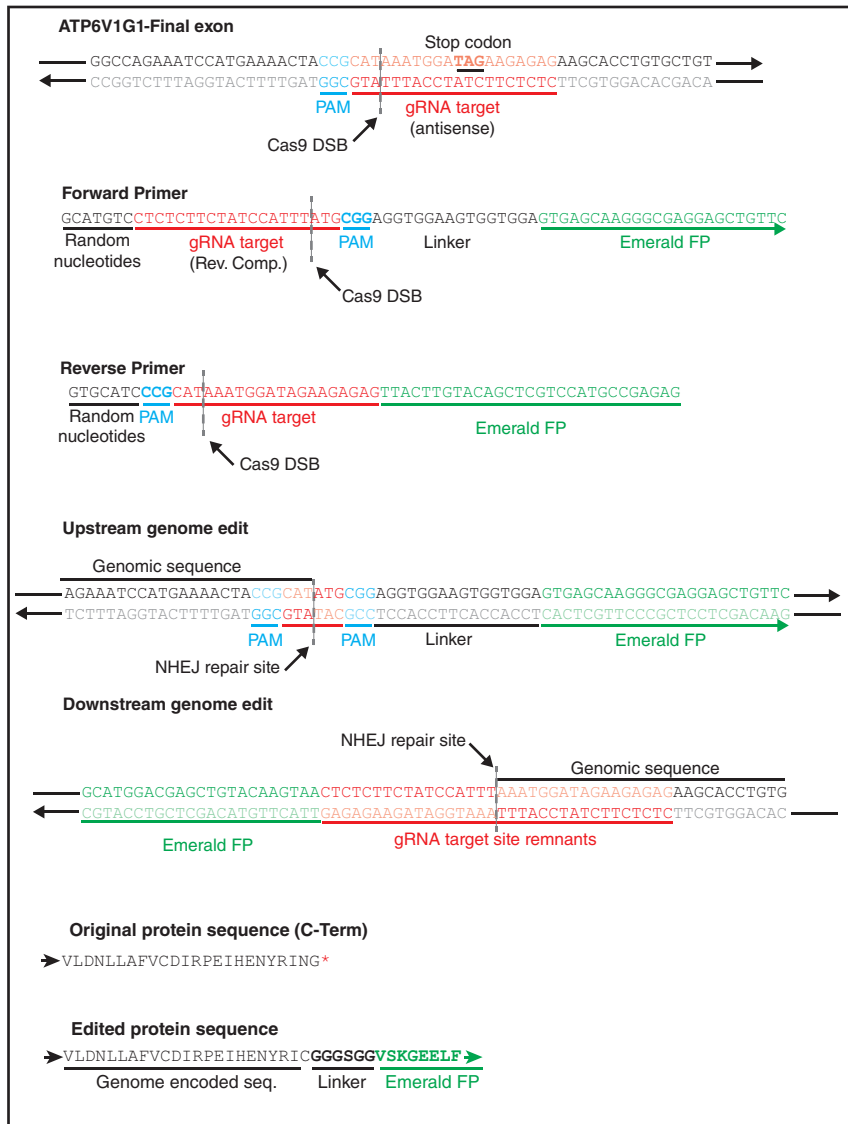 ATP6V1G1-Final exon
Stop codon
GGCCAGAAATCCATGAAAACTACCGCATAAATGGATAGAAGAGAGAAGCACCTGTGCTGT
CCGGTCTTTAGGTACTTTTGATGGCGTATTTACCTATCTTCTCTCTTCGTGGACACGACA
PAM
gRNA target
(antisense)
Cas9 DSB
Forward Primer
GCATGTCCTCTCTTCTATCCATTTATGCGGAGGTGGAAGTGGTGGAGTGAGCAAGGGCGAGGAGCTGTTC
Random nucleotides
gRNA target
(Rev. Comp.)
PAM
Linker
Emerald FP
Cas9 DSB
Reverse Primer
GTGCATCCCGCATAAATGGATAGAAGAGAGTTACTTGTACAGCTCGTCCATGCCGAGAG
Random nucleotides
PAM
gRNA target
Emerald FP
Cas9 DSB
Upstream genome edit
Genomic sequence
AGAAATCCATGAAAACTACCGCATATGCGGAGGTGGAAGTGGTGGAGTGAGCAAGGGCGAGGAGCTGTTC
TCTTTAGGTACTTTTGATGGCGTATACGCCTCCACCTTCACCACCTCACTCGTTCCCGCTCCTCGACAAG
PAM
PAM
Linker
Emerald FP
NHEJ repair site
Downstream genome edit
NHEJ repair site
Genomic sequence
GCATGGACGAGCTGTACAAGTAACTCTCTTCTATCCATTTAAATGGATAGAAGAGAGAAGCACCTGTG
CGTACCTGCTCGACATGTTCATTGAGAGAAGATAGGTAAATTTACCTATCTTCTCTCTTCGTGGACAC
Emerald FP
gRNA target site remnants
Original protein sequence (C-Term)
VLDNLLAFVCDIRPEIHENYRING*
Edited protein sequence
VLDNLLAFVCDIRPEIHENYRICGGGSGGVSKGEELF
Genome encoded seq.
Linker
Emerald FP